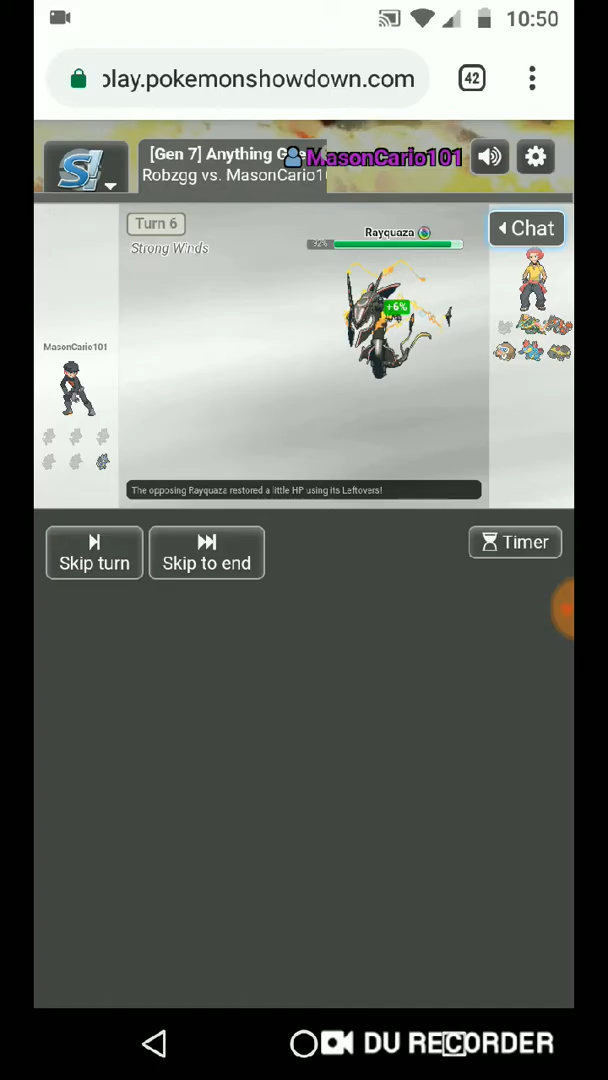 10:50
play.pokemonshowdown.com
42
[Gen 7] Anything G
MasonCario101
Robzgg vs. MasonCario1
Turn 6
Strong Winds
Rayquaza
92%
Chat
+6%
MasonCario101
The opposing Rayquaza restored a little HP using its Leftovers!
Skip turn
Skip to end
Timer
DU RECORDER